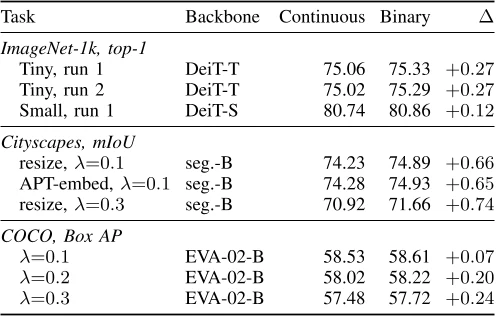 Task Backbone Continuous Binary Δ
ImageNet-1k, top-1
Tiny, run 1 DeiT-T 75.06 75.33 +0.27
Tiny, run 2 DeiT-T 75.02 75.29 +0.27
Small, run 1 DeiT-S 80.74 80.86 +0.12
Cityscapes, mIoU
resize, λ=0.1 seg.-B 74.23 74.89 +0.66
APT-embed, λ=0.1 seg.-B 74.28 74.93 +0.65
resize, λ=0.3 seg.-B 70.92 71.66 +0.74
COCO, Box AP
λ=0.1 EVA-02-B 58.53 58.61 +0.07
λ=0.2 EVA-02-B 58.02 58.22 +0.20
λ=0.3 EVA-02-B 57.48 57.72 +0.24